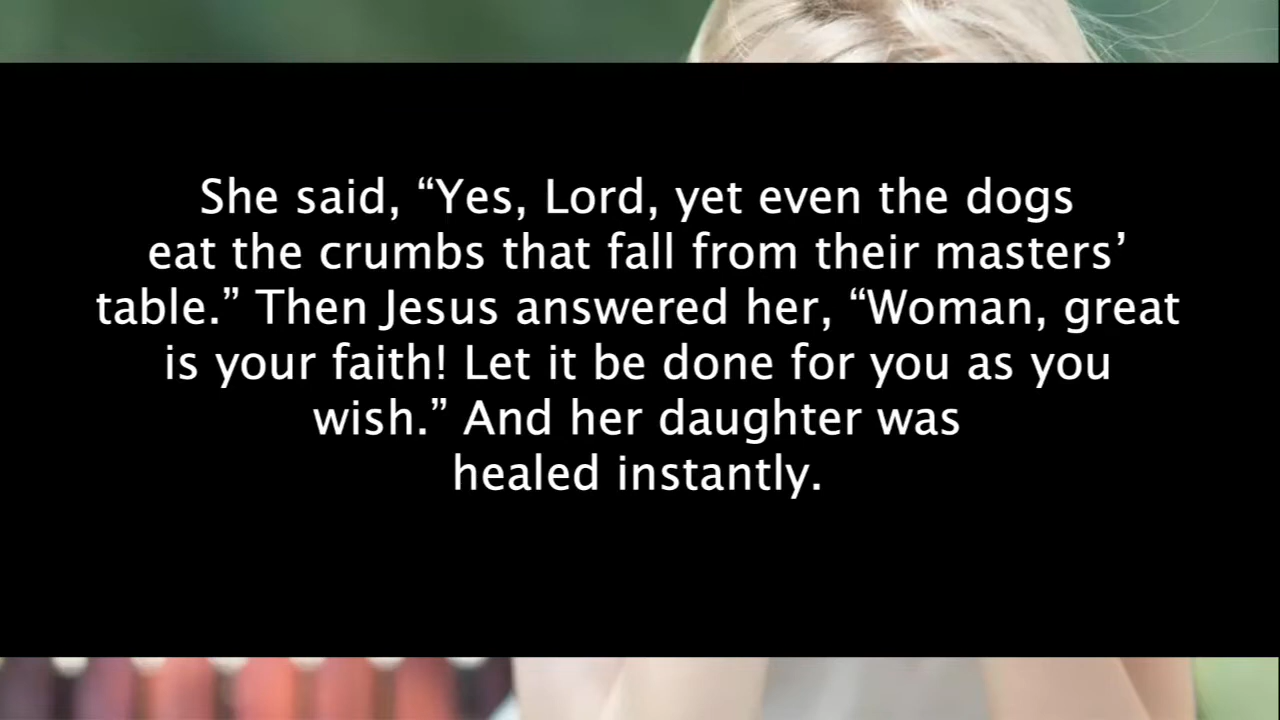 She said, “Yes, Lord, yet even the dogs
eat the crumbs that fall from their masters’
table.” Then Jesus answered her, “Woman, great
is your faith! Let it be done for you as you
wish.” And her daughter was
healed instantly.